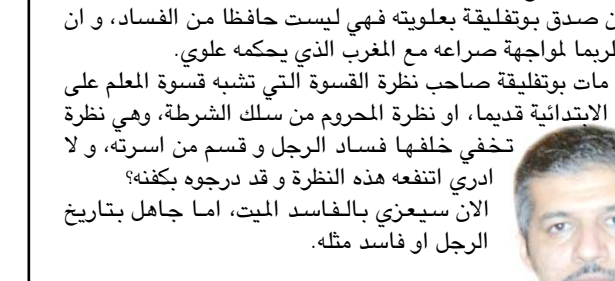 ن صدق بوتفليقة بعلويته فهي ليست حافظا من الفساد، و ان
لربما لمواجهة صراعه مع المغرب الذي يحكمه علوي.
مات بوتفليقة صاحب نظرة القسوة التي تشبه قسوة المعلم على
الابتدائية قديما، او نظرة المحروم من سلك الشرطة، وهي نظرة
تخفي خلفها فساد الرجل و قسم من اسرته، و لا
ادري اتنفعه هذه النظرة و قد درجوه بكفنه؟
الان سيعزي بالفاسد الميت، اما جاهل بتاريخ
الرجل او فاسد مثله.